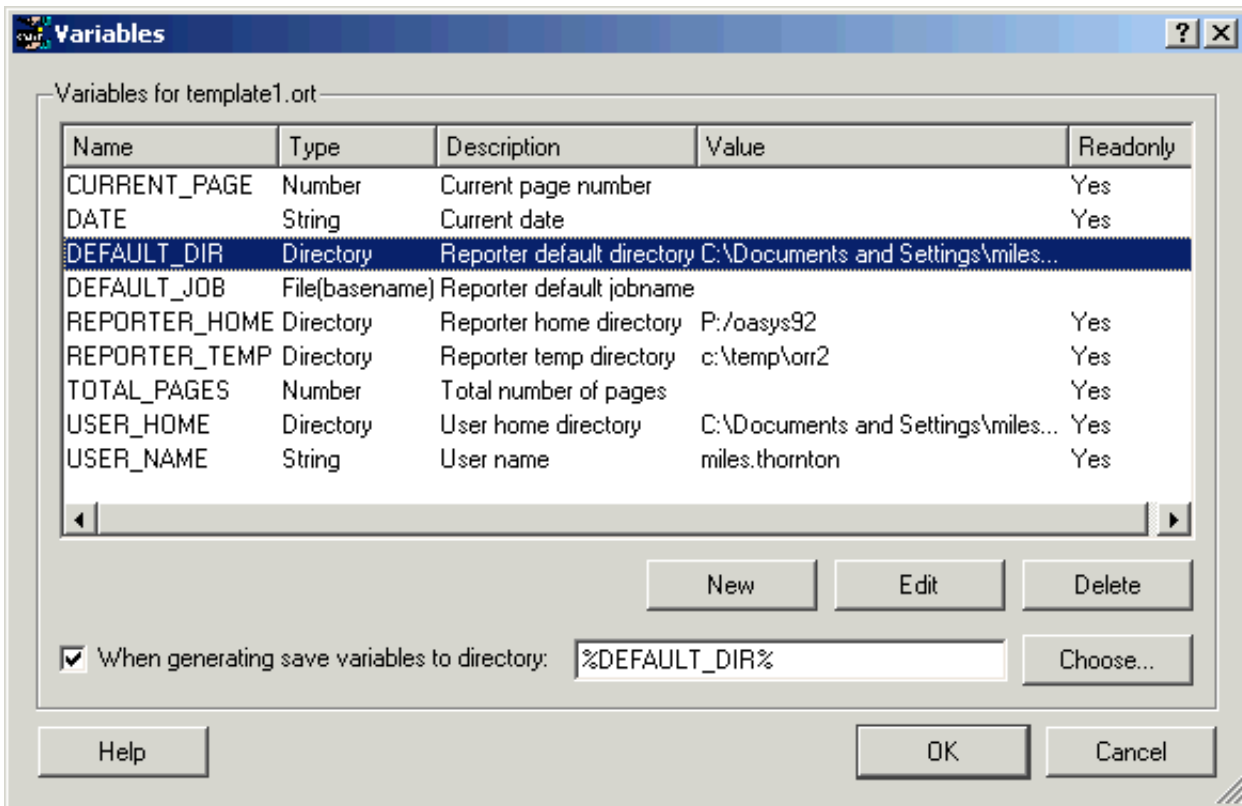 Variables
Variables for template1.ort
Name Type Description Value Readonly
CURRENT_PAGE Number Current page number Yes
DATE String Current date Yes
DEFAULT_DIR Directory Reporter default directory C:\Documents and Settings\miles...
DEFAULT_JOB File(basename) Reporter default jobname
REPORTER_HOME Directory Reporter home directory P:/oasys92 Yes
REPORTER_TEMP Directory Reporter temp directory c:\temp\orr2 Yes
TOTAL_PAGES Number Total number of pages Yes
USER_HOME Directory User home directory C:\Documents and Settings\miles... Yes
USER_NAME String User name miles.thornton Yes
New Edit Delete
When generating save variables to directory: %DEFAULT_DIR% Choose...
Help OK Cancel